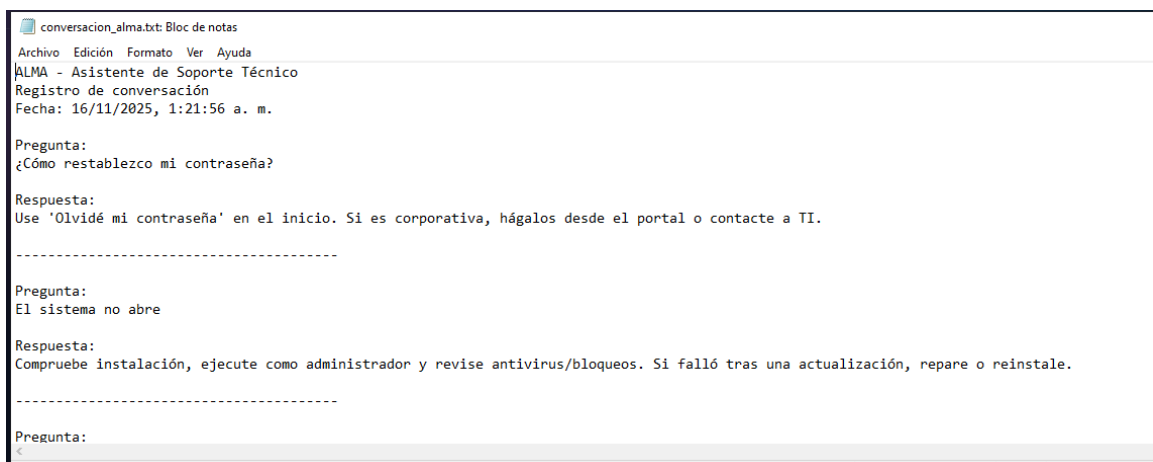 conversacion_alma.txt: Bloc de notas
Archivo Edición Formato Ver Ayuda
ALMA - Asistente de Soporte Técnico
Registro de conversación
Fecha: 16/11/2025, 1:21:56 a. m.
Pregunta:
¿Cómo restablezco mi contraseña?
Respuesta:
Use 'Olvidé mi contraseña' en el inicio. Si es corporativa, hágalos desde el portal o contacte a TI.
----------------------------------------
Pregunta:
El sistema no abre
Respuesta:
Compruebe instalación, ejecute como administrador y revise antivirus/bloqueos. Si falló tras una actualización, repare o reinstale.
----------------------------------------
Pregunta: